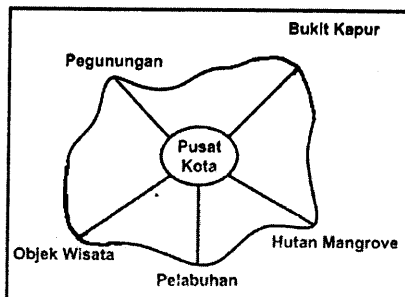 Bukit Kapur
Pegunungan
Pusat
Kota
Objek Wisata
Hutan Mangrove
Pelabuhan